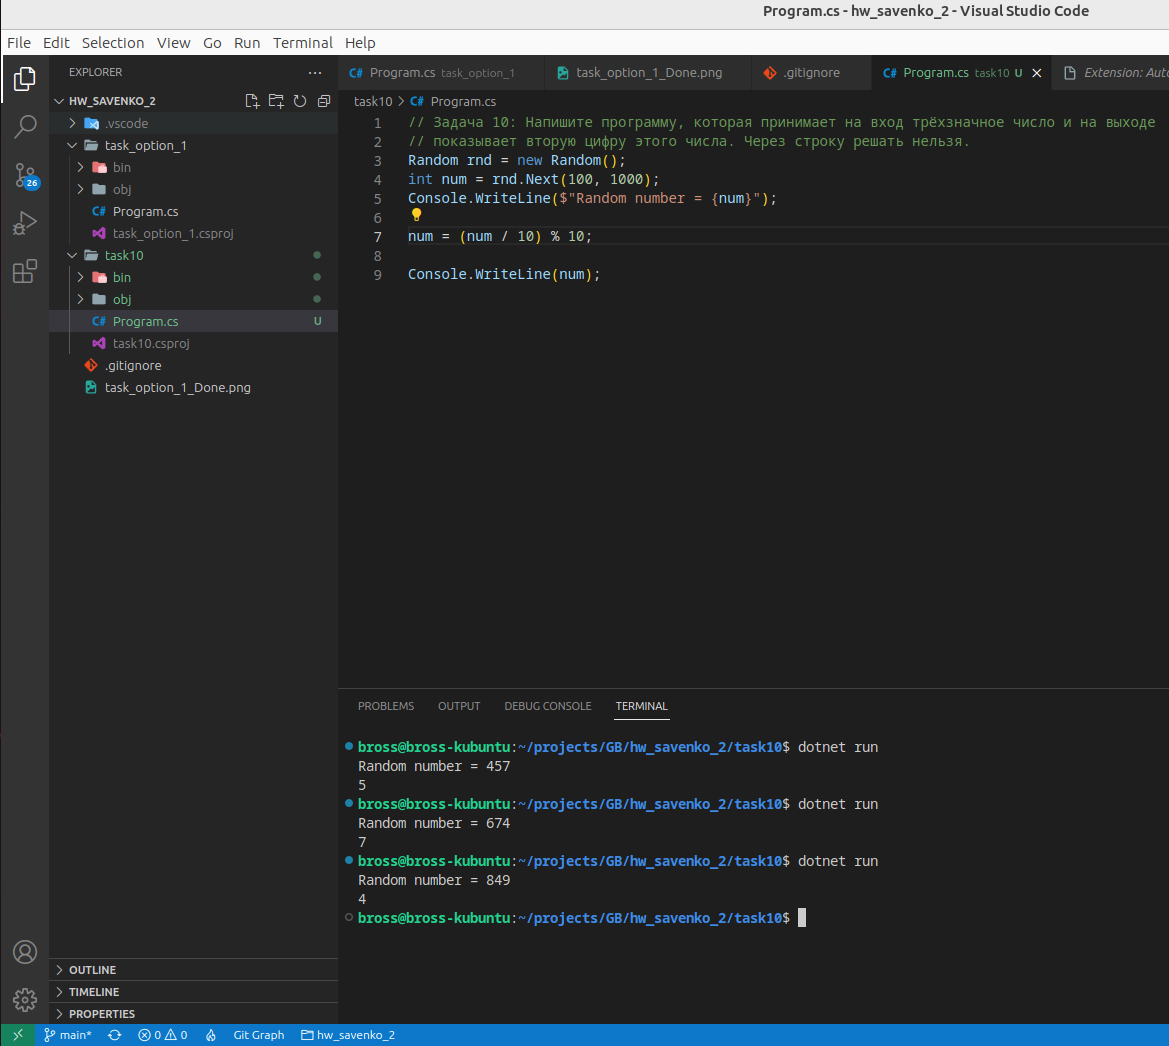 Program.cs - hw_savenko_2 - Visual Studio Code
File Edit Selection View Go Run Terminal Help
EXPLORER ...
Program.cs task_option_1 task_option_1_Done.png .gitignore Program.cs task10 U Extension: Auto
HW_SAVENKO_2
task10 > Program.cs
.vscode
task_option_1
bin
obj
Program.cs
task_option_1.csproj
task10
bin
obj
Program.cs U
task10.csproj
.gitignore
task_option_1_Done.png
1 // Задача 10: Напишите программу, которая принимает на вход трёхзначное число и на выходе
2 // показывает вторую цифру этого числа. Через строку решать нельзя.
3 Random rnd = new Random();
4 int num = rnd.Next(100, 1000);
5 Console.WriteLine($"Random number = {num}");
6
7 num = (num / 10) % 10;
8
9 Console.WriteLine(num);
26
PROBLEMS OUTPUT DEBUG CONSOLE TERMINAL
bross@bross-kubuntu:~/projects/GB/hw_savenko_2/task10$ dotnet run
Random number = 457
5
bross@bross-kubuntu:~/projects/GB/hw_savenko_2/task10$ dotnet run
Random number = 674
7
bross@bross-kubuntu:~/projects/GB/hw_savenko_2/task10$ dotnet run
Random number = 849
4
bross@bross-kubuntu:~/projects/GB/hw_savenko_2/task10$
OUTLINE
TIMELINE
PROPERTIES
main* 0 0 Git Graph hw_savenko_2